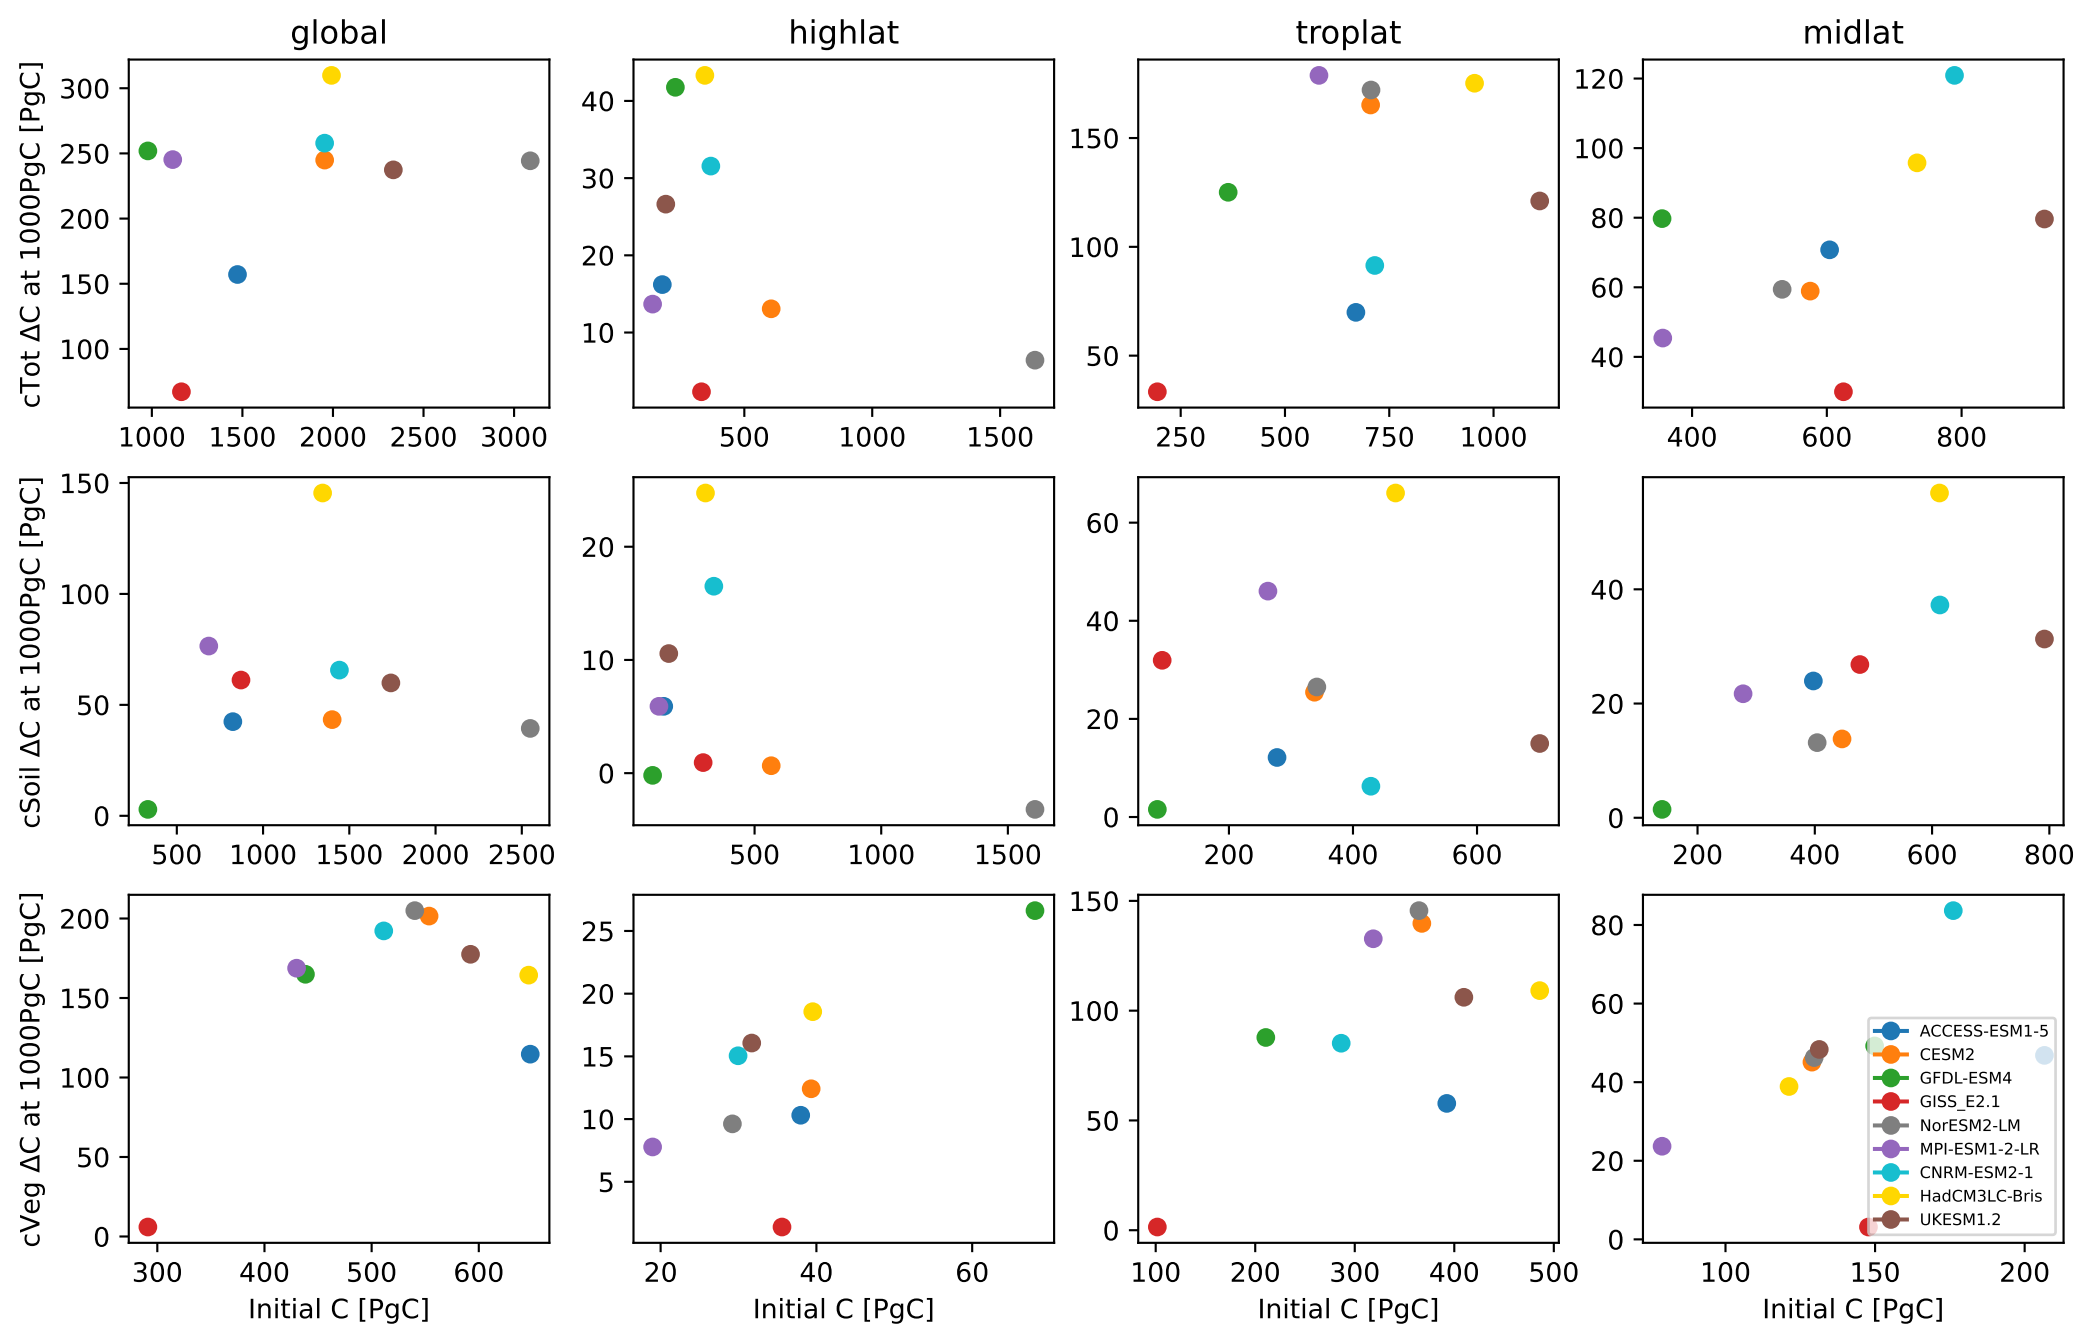 global
highlat
troplat
midlat
cTot ΔC at 1000PgC [PgC]
300
250
200
150
100
1000 1500 2000 2500 3000
40
30
20
10
500 1000 1500
150
100
50
250 500 750 1000
120
100
80
60
40
400 600 800
cSoil ΔC at 1000PgC [PgC]
150
100
50
0
500 1000 1500 2000 2500
20
10
0
500 1000 1500
60
40
20
0
200 400 600
40
20
0
200 400 600 800
cVeg ΔC at 1000PgC [PgC]
200
150
100
50
0
300 400 500 600
Initial C [PgC]
25
20
15
10
5
20 40 60
Initial C [PgC]
150
100
50
0
100 200 300 400 500
Initial C [PgC]
80
60
40
20
0
100 150 200
Initial C [PgC]
ACCESS-ESM1-5
CESM2
GFDL-ESM4
GISS_E2.1
NorESM2-LM
MPI-ESM1-2-LR
CNRM-ESM2-1
HadCM3LC-Bris
UKESM1.2